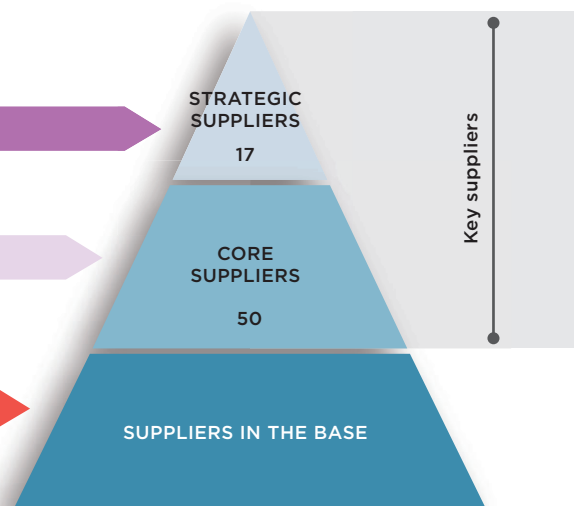 STRATEGIC
SUPPLIERS
17
Key suppliers
CORE
SUPPLIERS
50
SUPPLIERS IN THE BASE